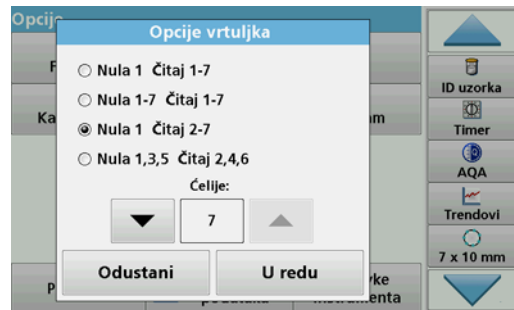 Opcije
Opcije vrtuljka
Nula 1 Čitaj 1-7
Nula 1-7 Čitaj 1-7
Nula 1 Čitaj 2-7
Nula 1,3,5 Čitaj 2,4,6
Ćelije:
7
Odustani
U redu
ID uzorka
Timer
AQA
Trendovi
7 x 10 mm